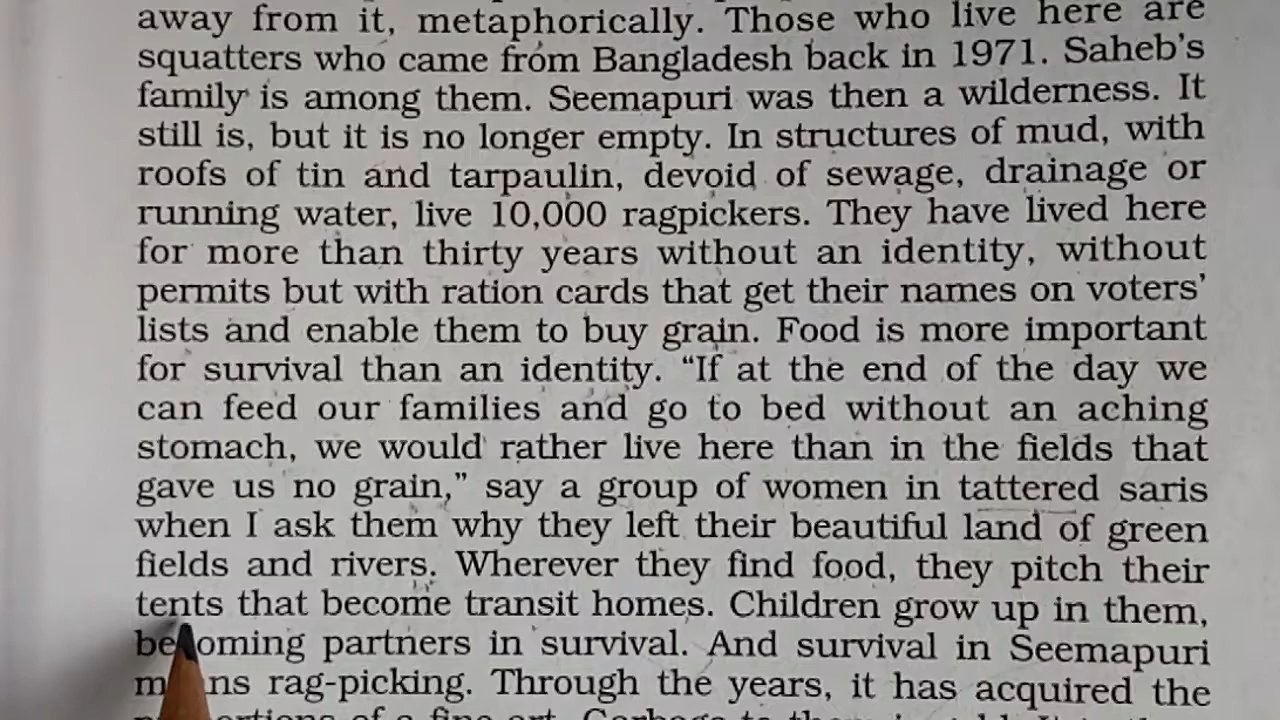 away from it, metaphorically. Those who live here are
squatters who came from Bangladesh back in 1971. Saheb's
family is among them. Seemapuri was then a wilderness. It
still is, but it is no longer empty. In structures of mud, with
roofs of tin and tarpaulin, devoid of sewage, drainage or
running water, live 10,000 ragpickers. They have lived here
for more than thirty years without an identity, without
permits but with ration cards that get their names on voters'
lists and enable them to buy grain. Food is more important
for survival than an identity. “If at the end of the day we
can feed our families and go to bed without an aching
stomach, we would rather live here than in the fields that
gave us no grain,” say a group of women in tattered saris
when I ask them why they left their beautiful land of green
fields and rivers. Wherever they find food, they pitch their
tents that become transit homes. Children grow up in them,
becoming partners in survival. And survival in Seemapuri
means rag-picking. Through the years, it has acquired the